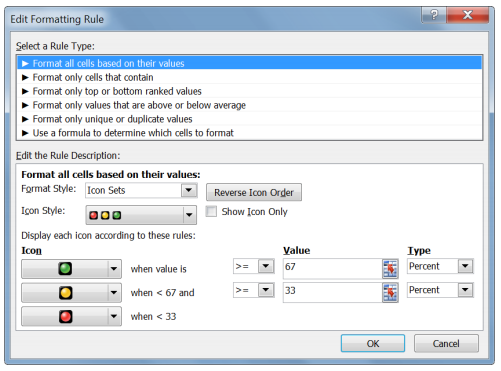 Edit Formatting Rule
Select a Rule Type:
► Format all cells based on their values
► Format only cells that contain
► Format only top or bottom ranked values
► Format only values that are above or below average
► Format only unique or duplicate values
► Use a formula to determine which cells to format
Edit the Rule Description:
Format all cells based on their values:
Format Style: Icon Sets Reverse Icon Order
Icon Style: Show Icon Only
Display each icon according to these rules:
Icon Value Type
when value is >= 67 Percent
when < 67 and >= 33 Percent
when < 33
OK Cancel